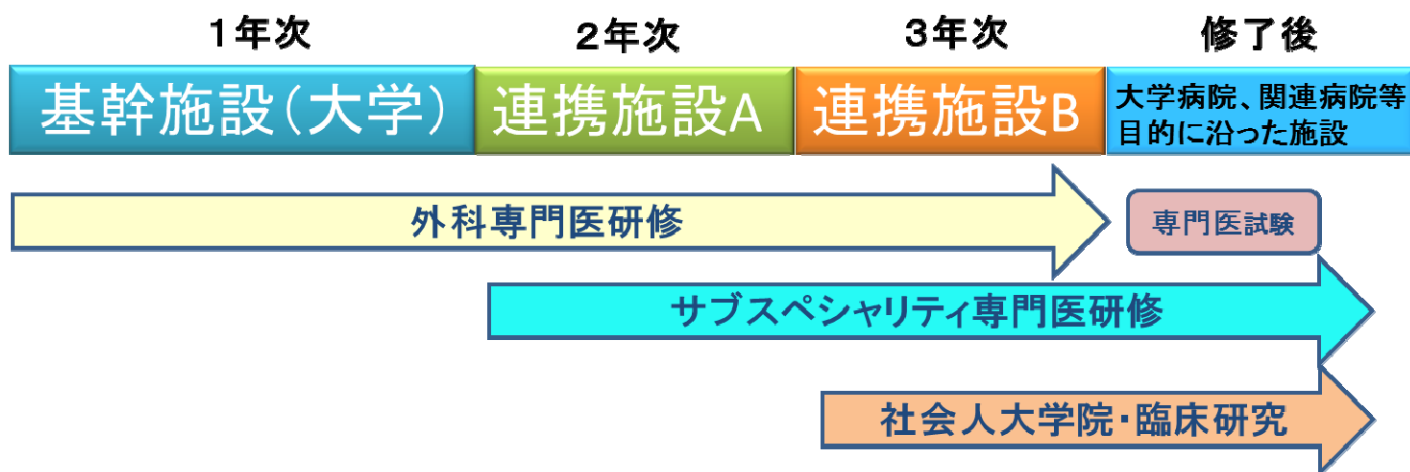 1年次
2年次
3年次
修了後
基幹施設(大学)
連携施設A
連携施設B
大学病院、関連病院等
目的に沿った施設
外科専門医研修
専門医試験
サブスペシャリティ専門医研修
社会人大学院・臨床研究